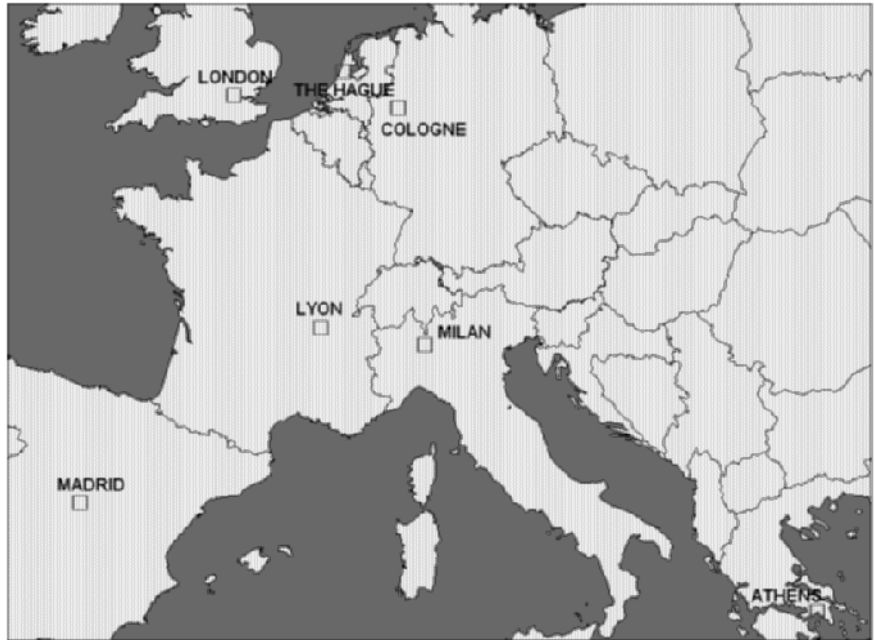 LONDON
THE HAGUE
COLOGNE
LYON
MILAN
MADRID
ATHENS